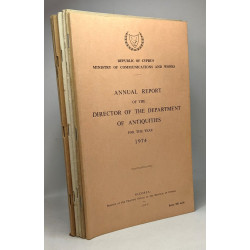 REPUBLIC OF CYPRUS
MINISTRY OF COMMUNICATIONS AND WORKS
ANNUAL REPORT
OF THE
DIRECTOR OF THE DEPARTMENT
OF ANTIQUITIES
FOR THE YEAR
1974